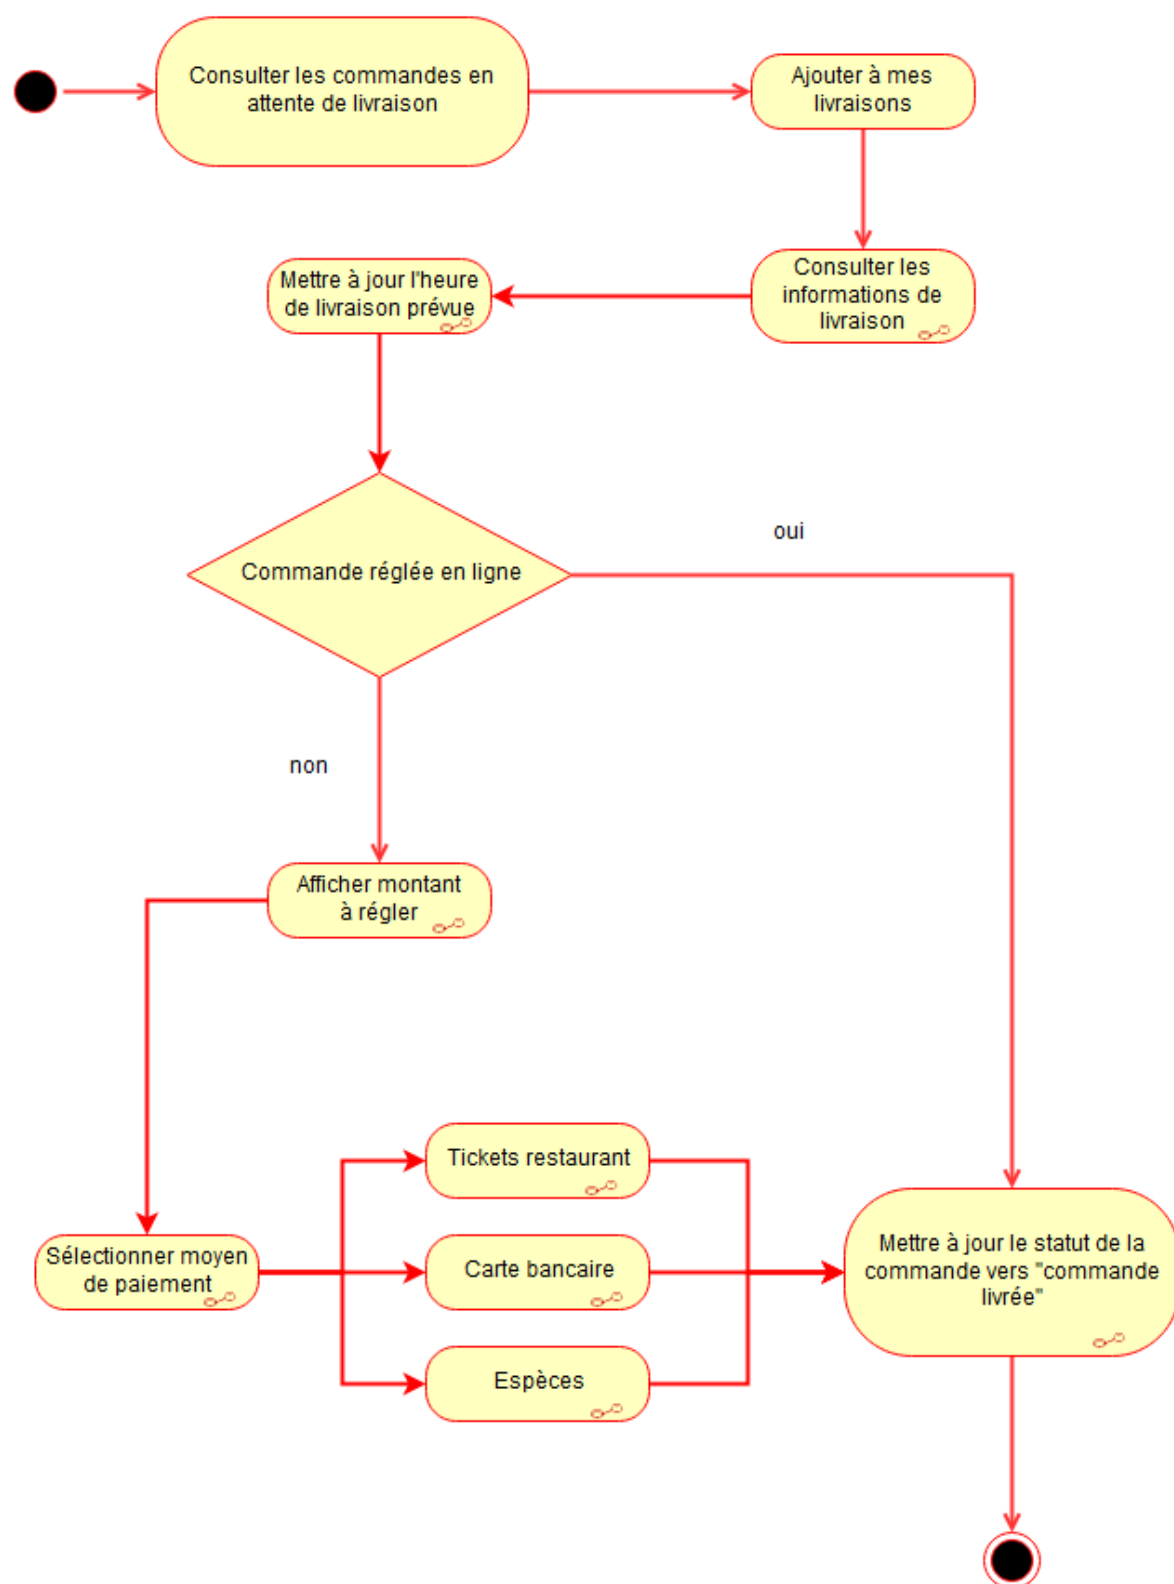 Consulter les commandes en
attente de livraison
Ajouter à mes
livraisons
Mettre à jour l'heure
de livraison prévue
Consulter les
informations de
livraison
oui
Commande réglée en ligne
non
Afficher montant
à régler
Tickets restaurant
Sélectionner moyen
de paiement
Carte bancaire
Mettre à jour le statut de la
commande vers "commande
livrée"
Espèces